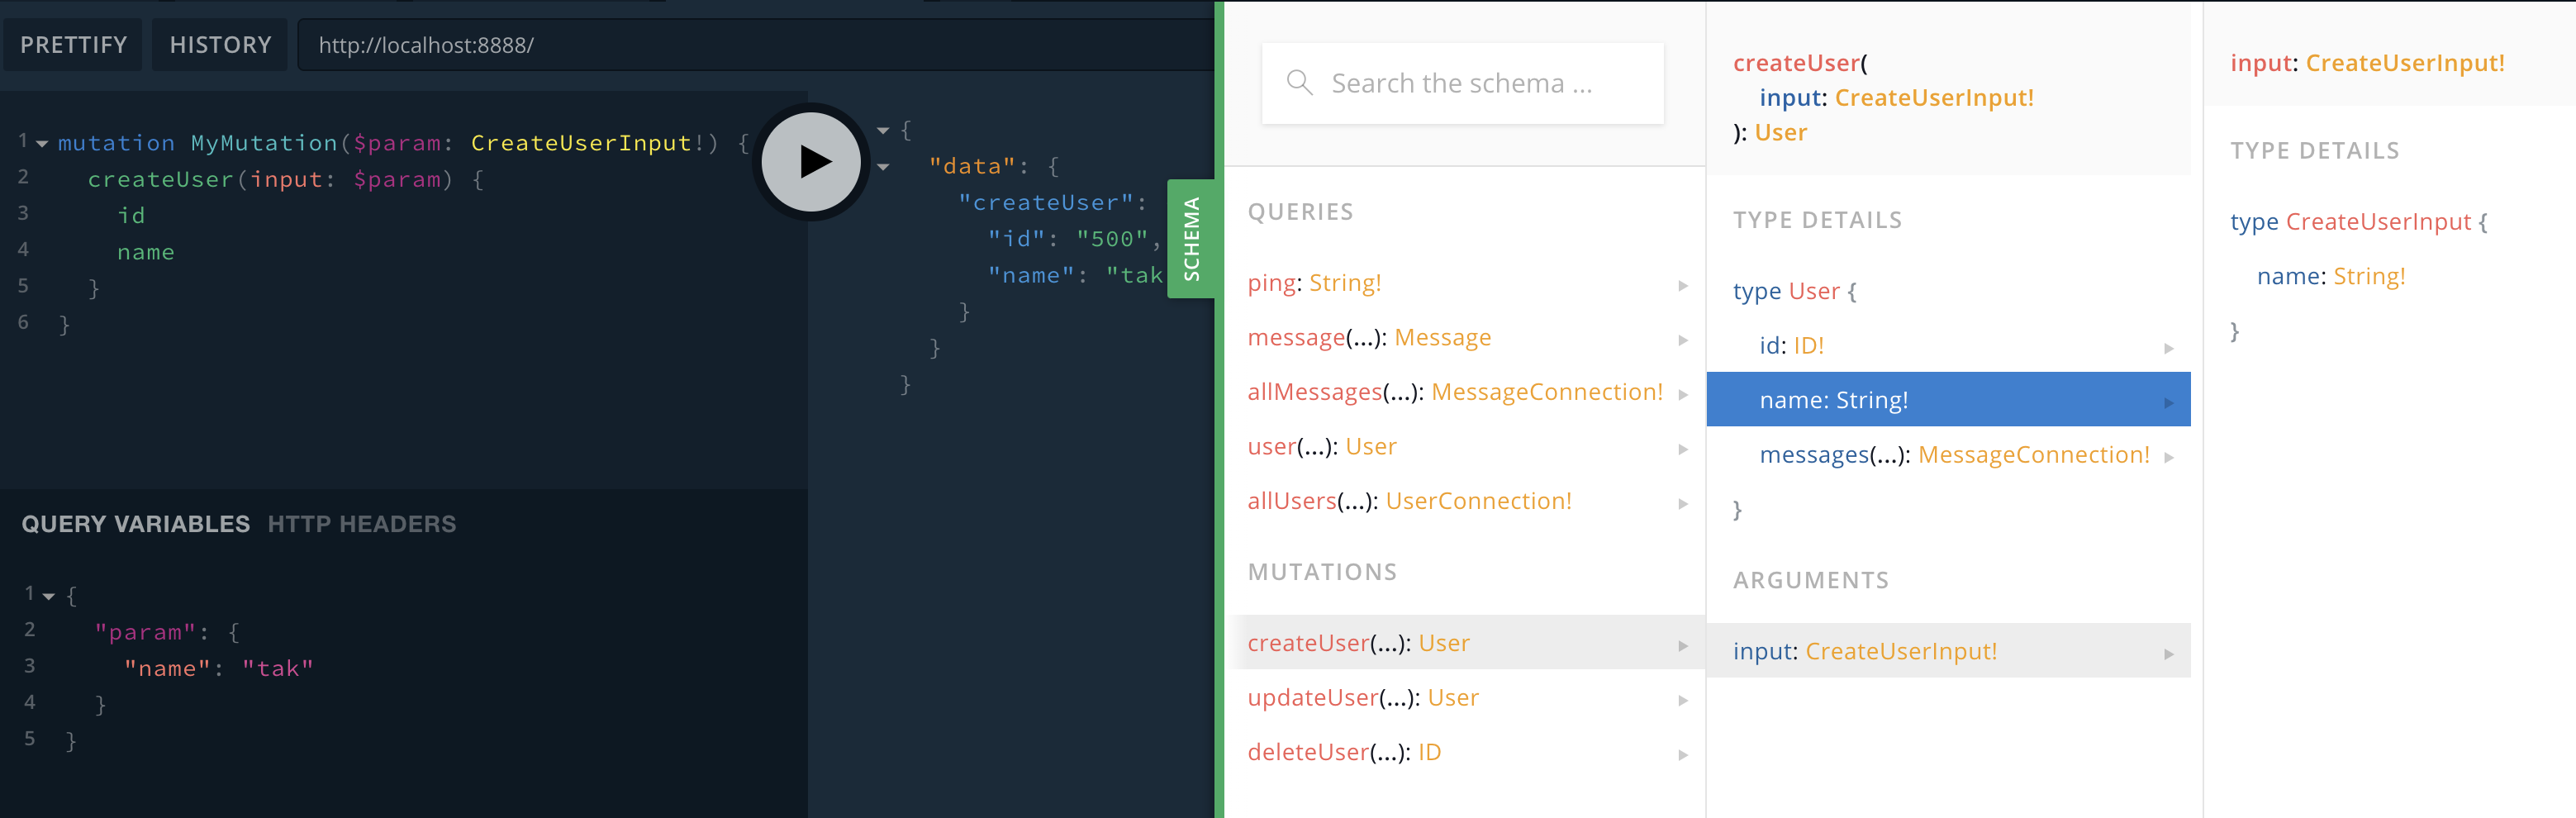 PRETTIFY
HISTORY
http://localhost:8888/
1 mutation MyMutation($param: CreateUserInput!) {
2 createUser(input: $param) {
3 id
4 name
5 }
6 }
QUERY VARIABLES HTTP HEADERS
1 {
2 "param": {
3 "name": "tak"
4 }
5 }
{
"data": {
"createUser":
"id": "500",
"name": "tak
}
}
}
SCHEMA
Search the schema ...
QUERIES
ping: String!
message(...): Message
allMessages(...): MessageConnection!
user(...): User
allUsers(...): UserConnection!
MUTATIONS
createUser(...): User
updateUser(...): User
deleteUser(...): ID
createUser(
input: CreateUserInput!
): User
TYPE DETAILS
type User {
id: ID!
name: String!
messages(...): MessageConnection!
}
ARGUMENTS
input: CreateUserInput!
input: CreateUserInput!
TYPE DETAILS
type CreateUserInput {
name: String!
}